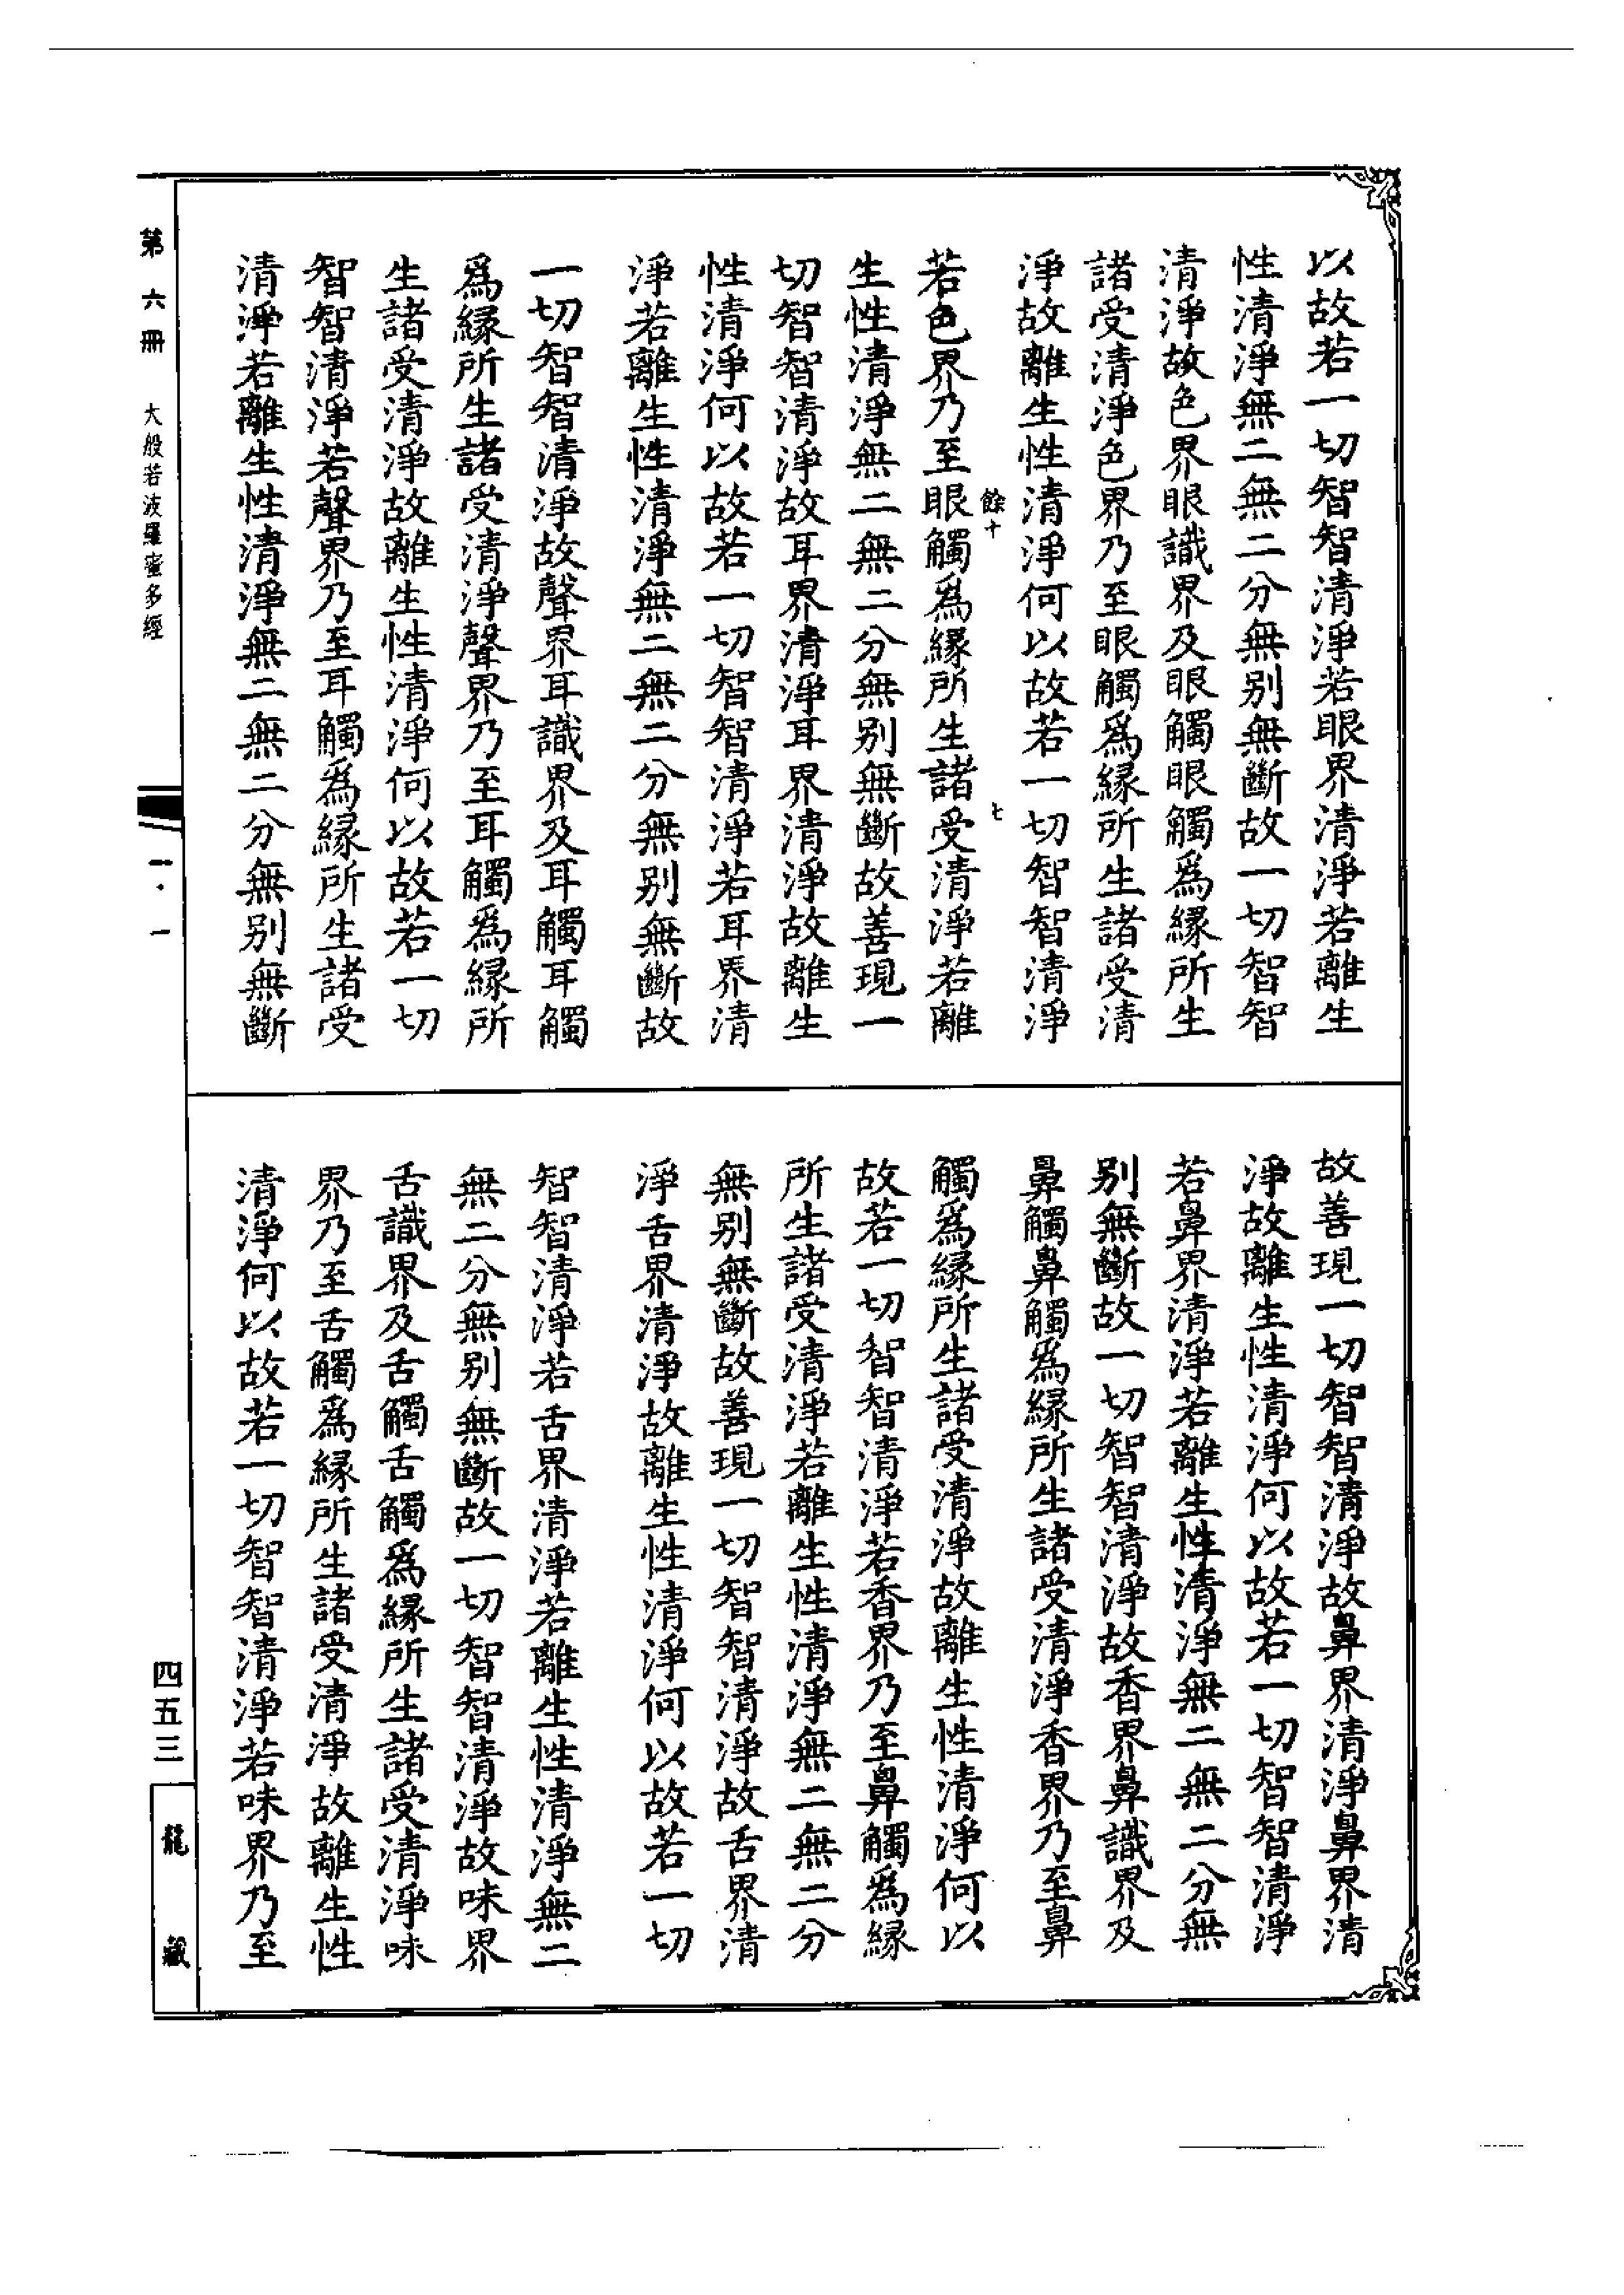 以故若一切智智清淨若眼界清淨若離生
性清淨無二無二分無別無斷故一切智智
清淨故色界眼識界及眼觸眼觸爲緣所生
諸受清淨色界乃至眼觸爲緣所生諸受清
淨故離生性清淨何以故若一切智智清淨
餘十 七
若色界乃至眼觸爲緣所生諸受清淨若離
生性清淨無二無二分無別無斷故善現一
切智智清淨故耳界清淨耳界清淨故離生
性清淨何以故若一切智智清淨若耳界清
淨若離生性清淨無二無二分無別無斷故
一切智智清淨故聲界耳識界及耳觸耳觸
爲緣所生諸受清淨聲界乃至耳觸爲緣所
生諸受清淨故離生性清淨何以故若一切
智智清淨若聲界乃至耳觸爲緣所生諸受
清淨若離生性清淨無二無二分無別無斷
故善現一切智智清淨故鼻界清淨鼻界清
淨故離生性清淨何以故若一切智智清淨
若鼻界清淨若離生性清淨無二無二分無
別無斷故一切智智清淨故香界鼻識界及
鼻觸鼻觸爲緣所生諸受清淨香界乃至鼻
觸爲緣所生諸受清淨故離生性清淨何以
故若一切智智清淨若香界乃至鼻觸爲緣
所生諸受清淨若離生性清淨無二無二分
無別無斷故善現一切智智清淨故舌界清
淨舌界清淨故離生性清淨何以故若一切
智智清淨若舌界清淨若離生性清淨無二
無二分無別無斷故一切智智清淨故味界
舌識界及舌觸舌觸爲緣所生諸受清淨味
界乃至舌觸爲緣所生諸受清淨故離生性
清淨何以故若一切智智清淨若味界乃至
第六冊 大般若波羅蜜多經 一·一
四五三
龍藏